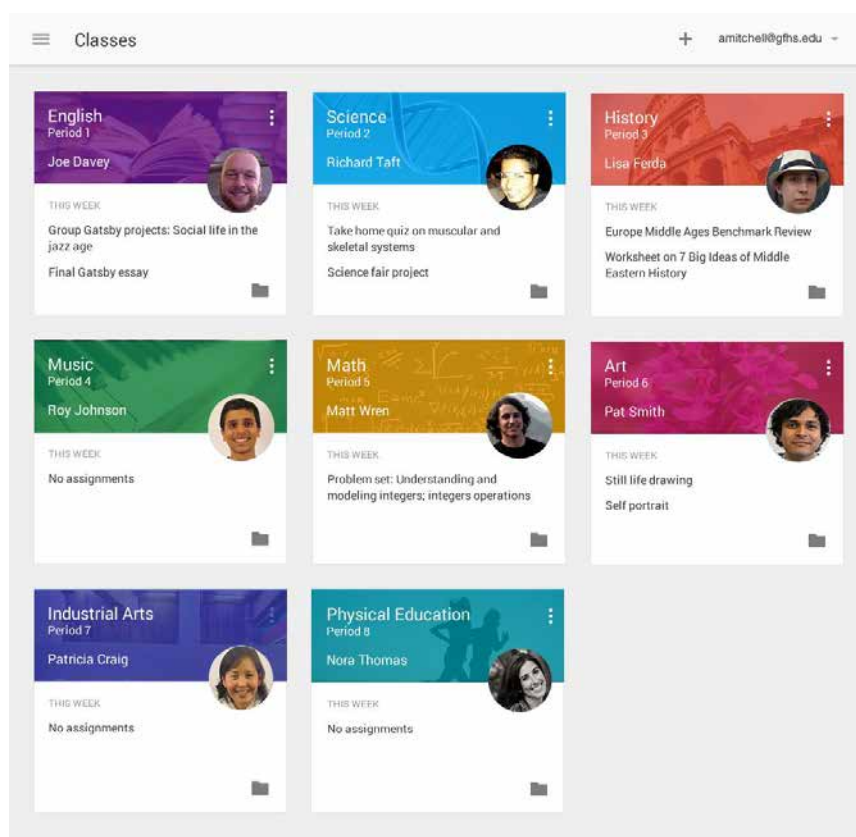 Classes
amitchell@gfhs.edu
English
Period 1
Joe Davey
THIS WEEK
Group Gatsby projects: Social life in the
jazz age
Final Gatsby essay
Science
Period 2
Richard Taft
THIS WEEK
Take home quiz on muscular and
skeletal systems
Science fair project
History
Period 3
Lisa Ferda
THIS WEEK
Europe Middle Ages Benchmark Review
Worksheet on 7 Big Ideas of Middle
Eastern History
Music
Period 4
Roy Johnson
THIS WEEK
No assignments
Math
Period 5
Matt Wren
THIS WEEK
Problem set: Understanding and
modeling integers; integers operations
Art
Period 6
Pat Smith
THIS WEEK
Still life drawing
Self portrait
Industrial Arts
Period 7
Patricia Craig
THIS WEEK
No assignments
Physical Education
Period 8
Nora Thomas
THIS WEEK
No assignments